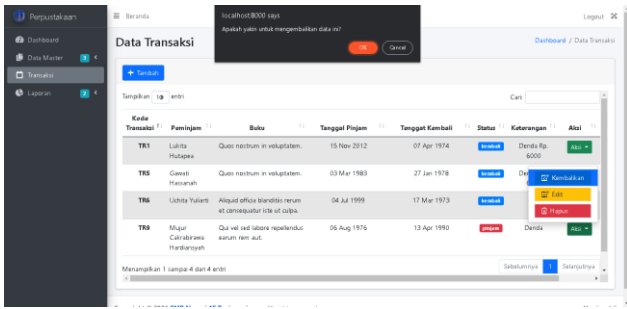 Perpustakaan
Beranda
localhost:8000 says
Logout
Apakah yakin untuk mengembalikan data ini?
OK
Cancel
Dashboard
Data Master
Transaksi
Laporan
Data Transaksi
Dashboard / Data Transaksi
+ Tambah
Tampilkan 10 entri
Cari:
Kode Transaksi Peminjam Buku Tanggal Pinjam Tenggat Kembali Status Keterangan Aksi
TR1 Lukita Hutapea Quos nostrum in voluptatem. 15 Nov 2012 07 Apr 1974 kembali Denda Rp. 6000 Aksi
TR5 Gawati Hassanah Quos nostrum in voluptatem. 03 Mar 1983 27 Jan 1978 kembali
Kembalikan
Edit
Hapus
TR6 Uchita Yulianti Aliquid officia blanditiis rerum et consequatur iste ut culpa. 04 Jul 1999 17 Mar 1973 kembali
TR8 Mujur Cakrabirawa Hardiansyah Qui vel sed labore repellendus earum rem aut. 06 Aug 1976 13 Apr 1990 pinjam Denda Aksi
Menampilkan 1 sampai 4 dari 4 entri
Sebelumnya 1 Selanjutnya